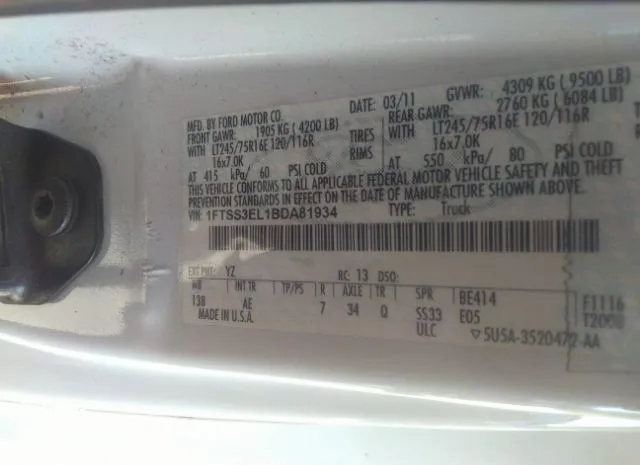 MFD. BY FORD MOTOR CO.
DATE: 03/11 GVWR: 4309 KG ( 9500 LB)
FRONT GAWR: 1905 KG ( 4200 LB) REAR GAWR: 2760 KG ( 6084 LB)
WITH LT245/75R16E 120/116R TIRES WITH LT245/75R16E 120/116R
16x7.0K RIMS 16x7.0K
AT 415 kPa/ 60 PSI COLD AT 550 kPa/ 80 PSI COLD
THIS VEHICLE CONFORMS TO ALL APPLICABLE FEDERAL MOTOR VEHICLE SAFETY AND THEFT
PREVENTION STANDARDS IN EFFECT ON THE DATE OF MANUFACTURE SHOWN ABOVE.
VIN: 1FTSS3EL1BDA81934 TYPE: Truck
EXT PNT: YZ RC: 13 DSO:
WB INT TR TP/PS R AXLE TR SPR BE414 F1116
138 AE 7 34 Q SS33 E05 T2000
MADE IN U.S.A. ULC ▽5U5A-3520472-AA